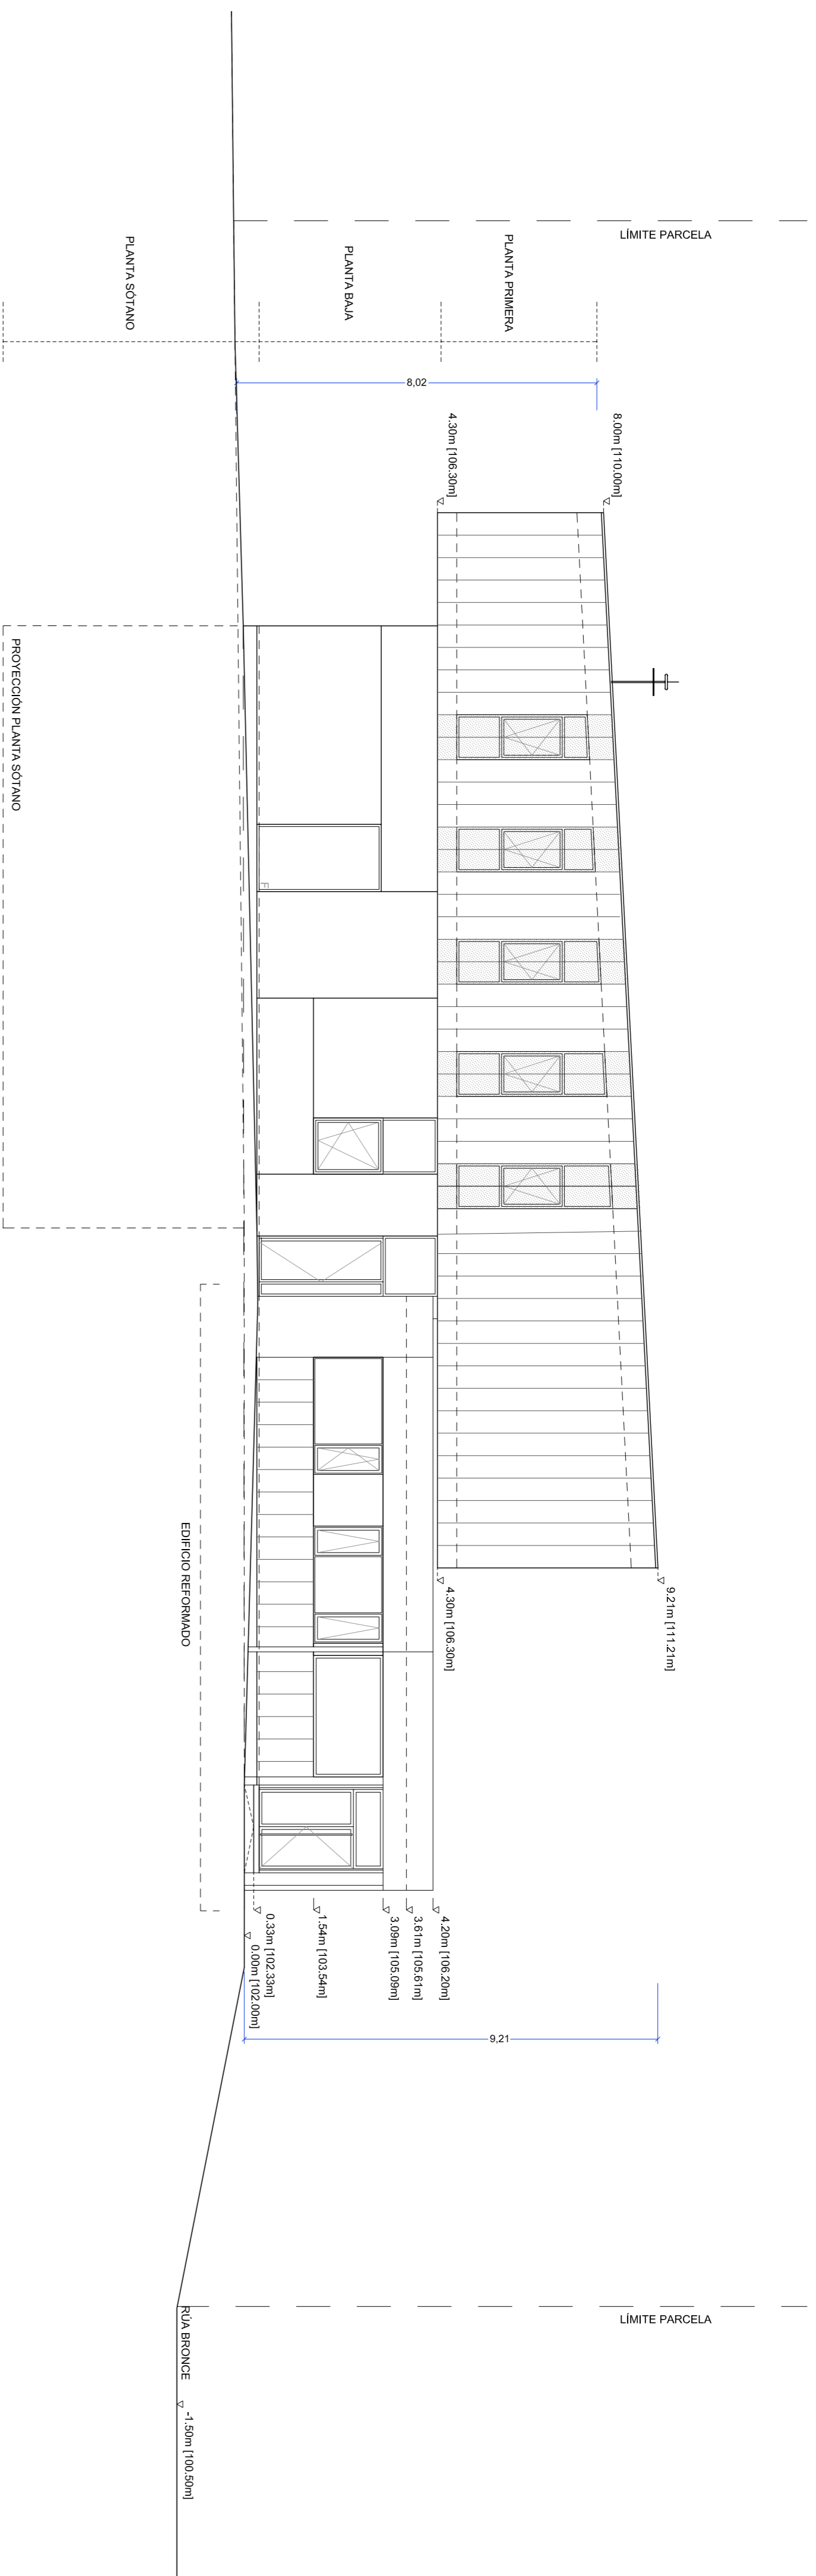 LÍMITE PARCELA
PLANTA PRIMERA
PLANTA BAJA
PLANTA SÓTANO
8,02
8.00m [110.00m]
4.30m [106.30m]
PROYECCIÓN PLANTA SÓTANO
F
EDIFICIO REFORMADO
9.21m [111.21m]
4.30m [106.30m]
4.20m [106.20m]
3.61m [105.61m]
3.09m [105.09m]
1.54m [103.54m]
0.33m [102.33m]
0.00m [102.00m]
9,21
LÍMITE PARCELA
RÚA BRONCE
-1.50m [100.50m]